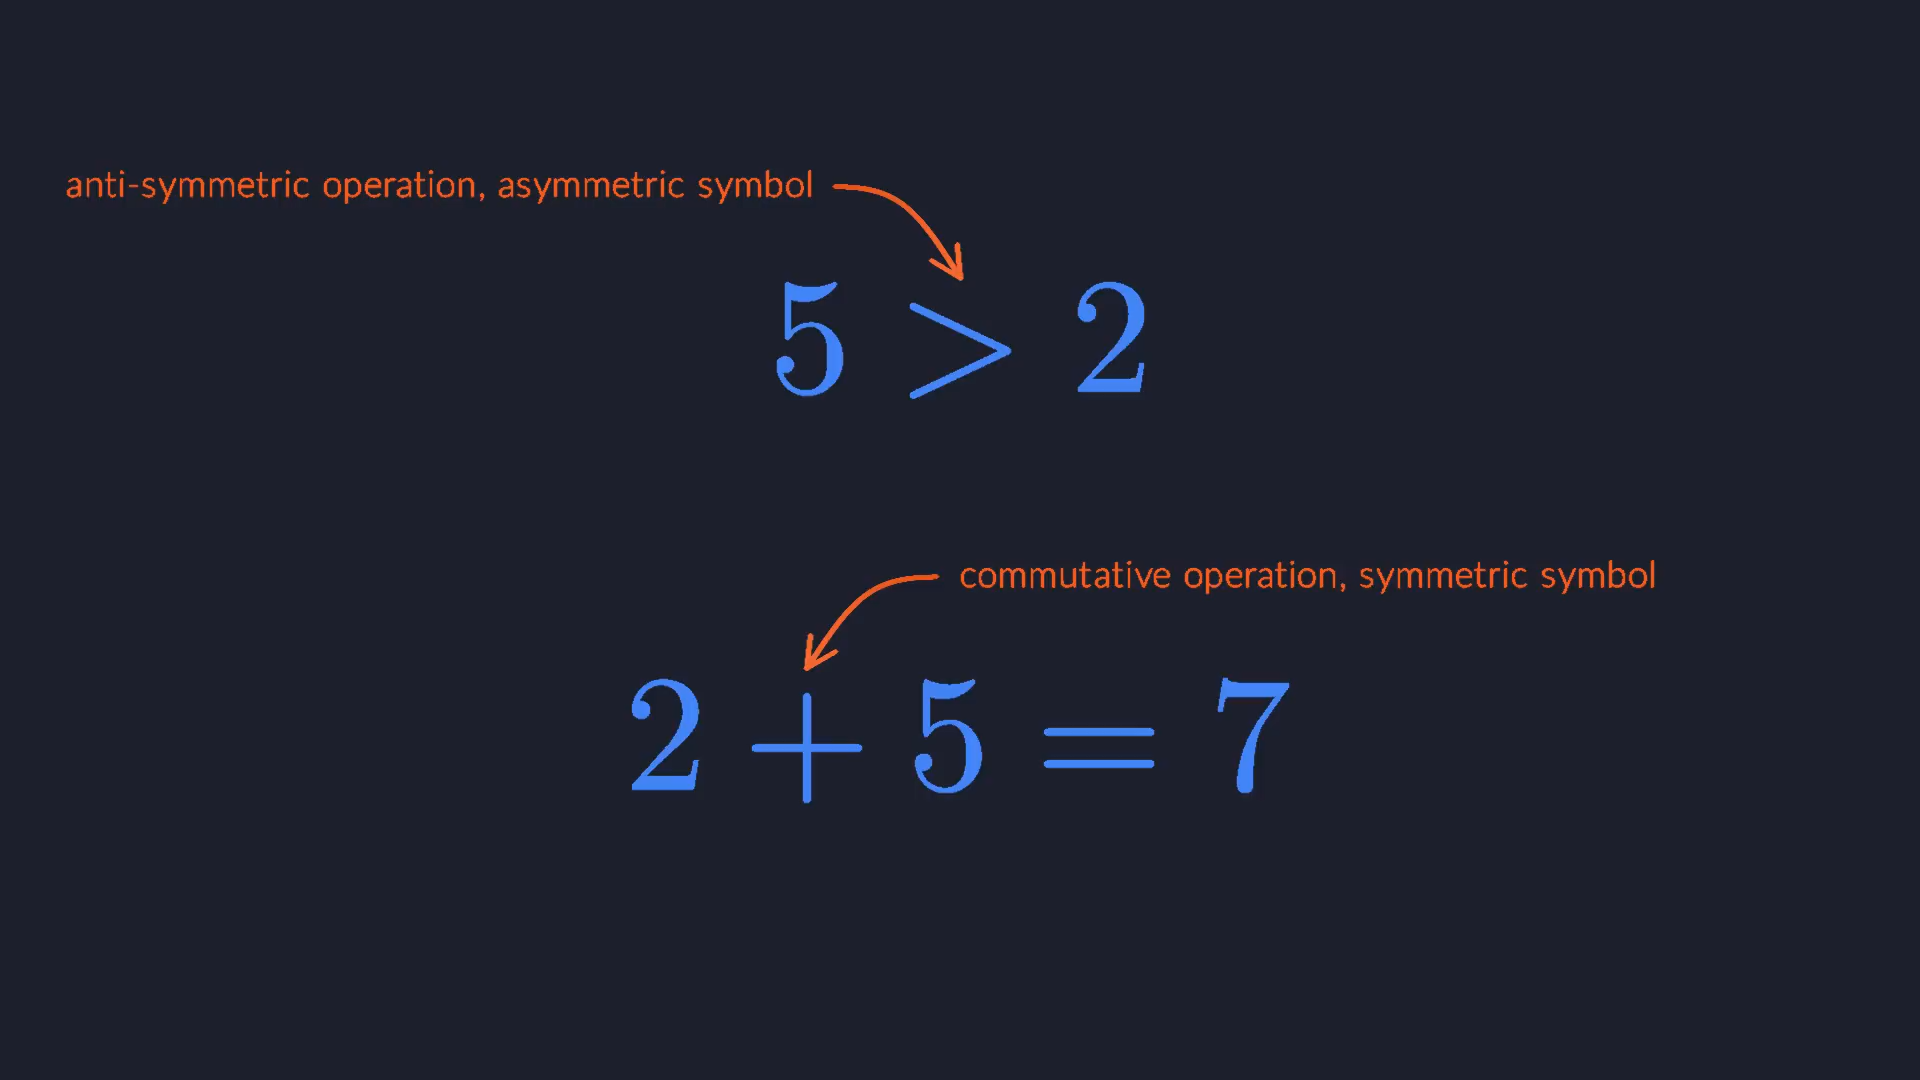 anti-symmetric operation, asymmetric symbol
5 > 2
commutative operation, symmetric symbol
2 + 5 = 7